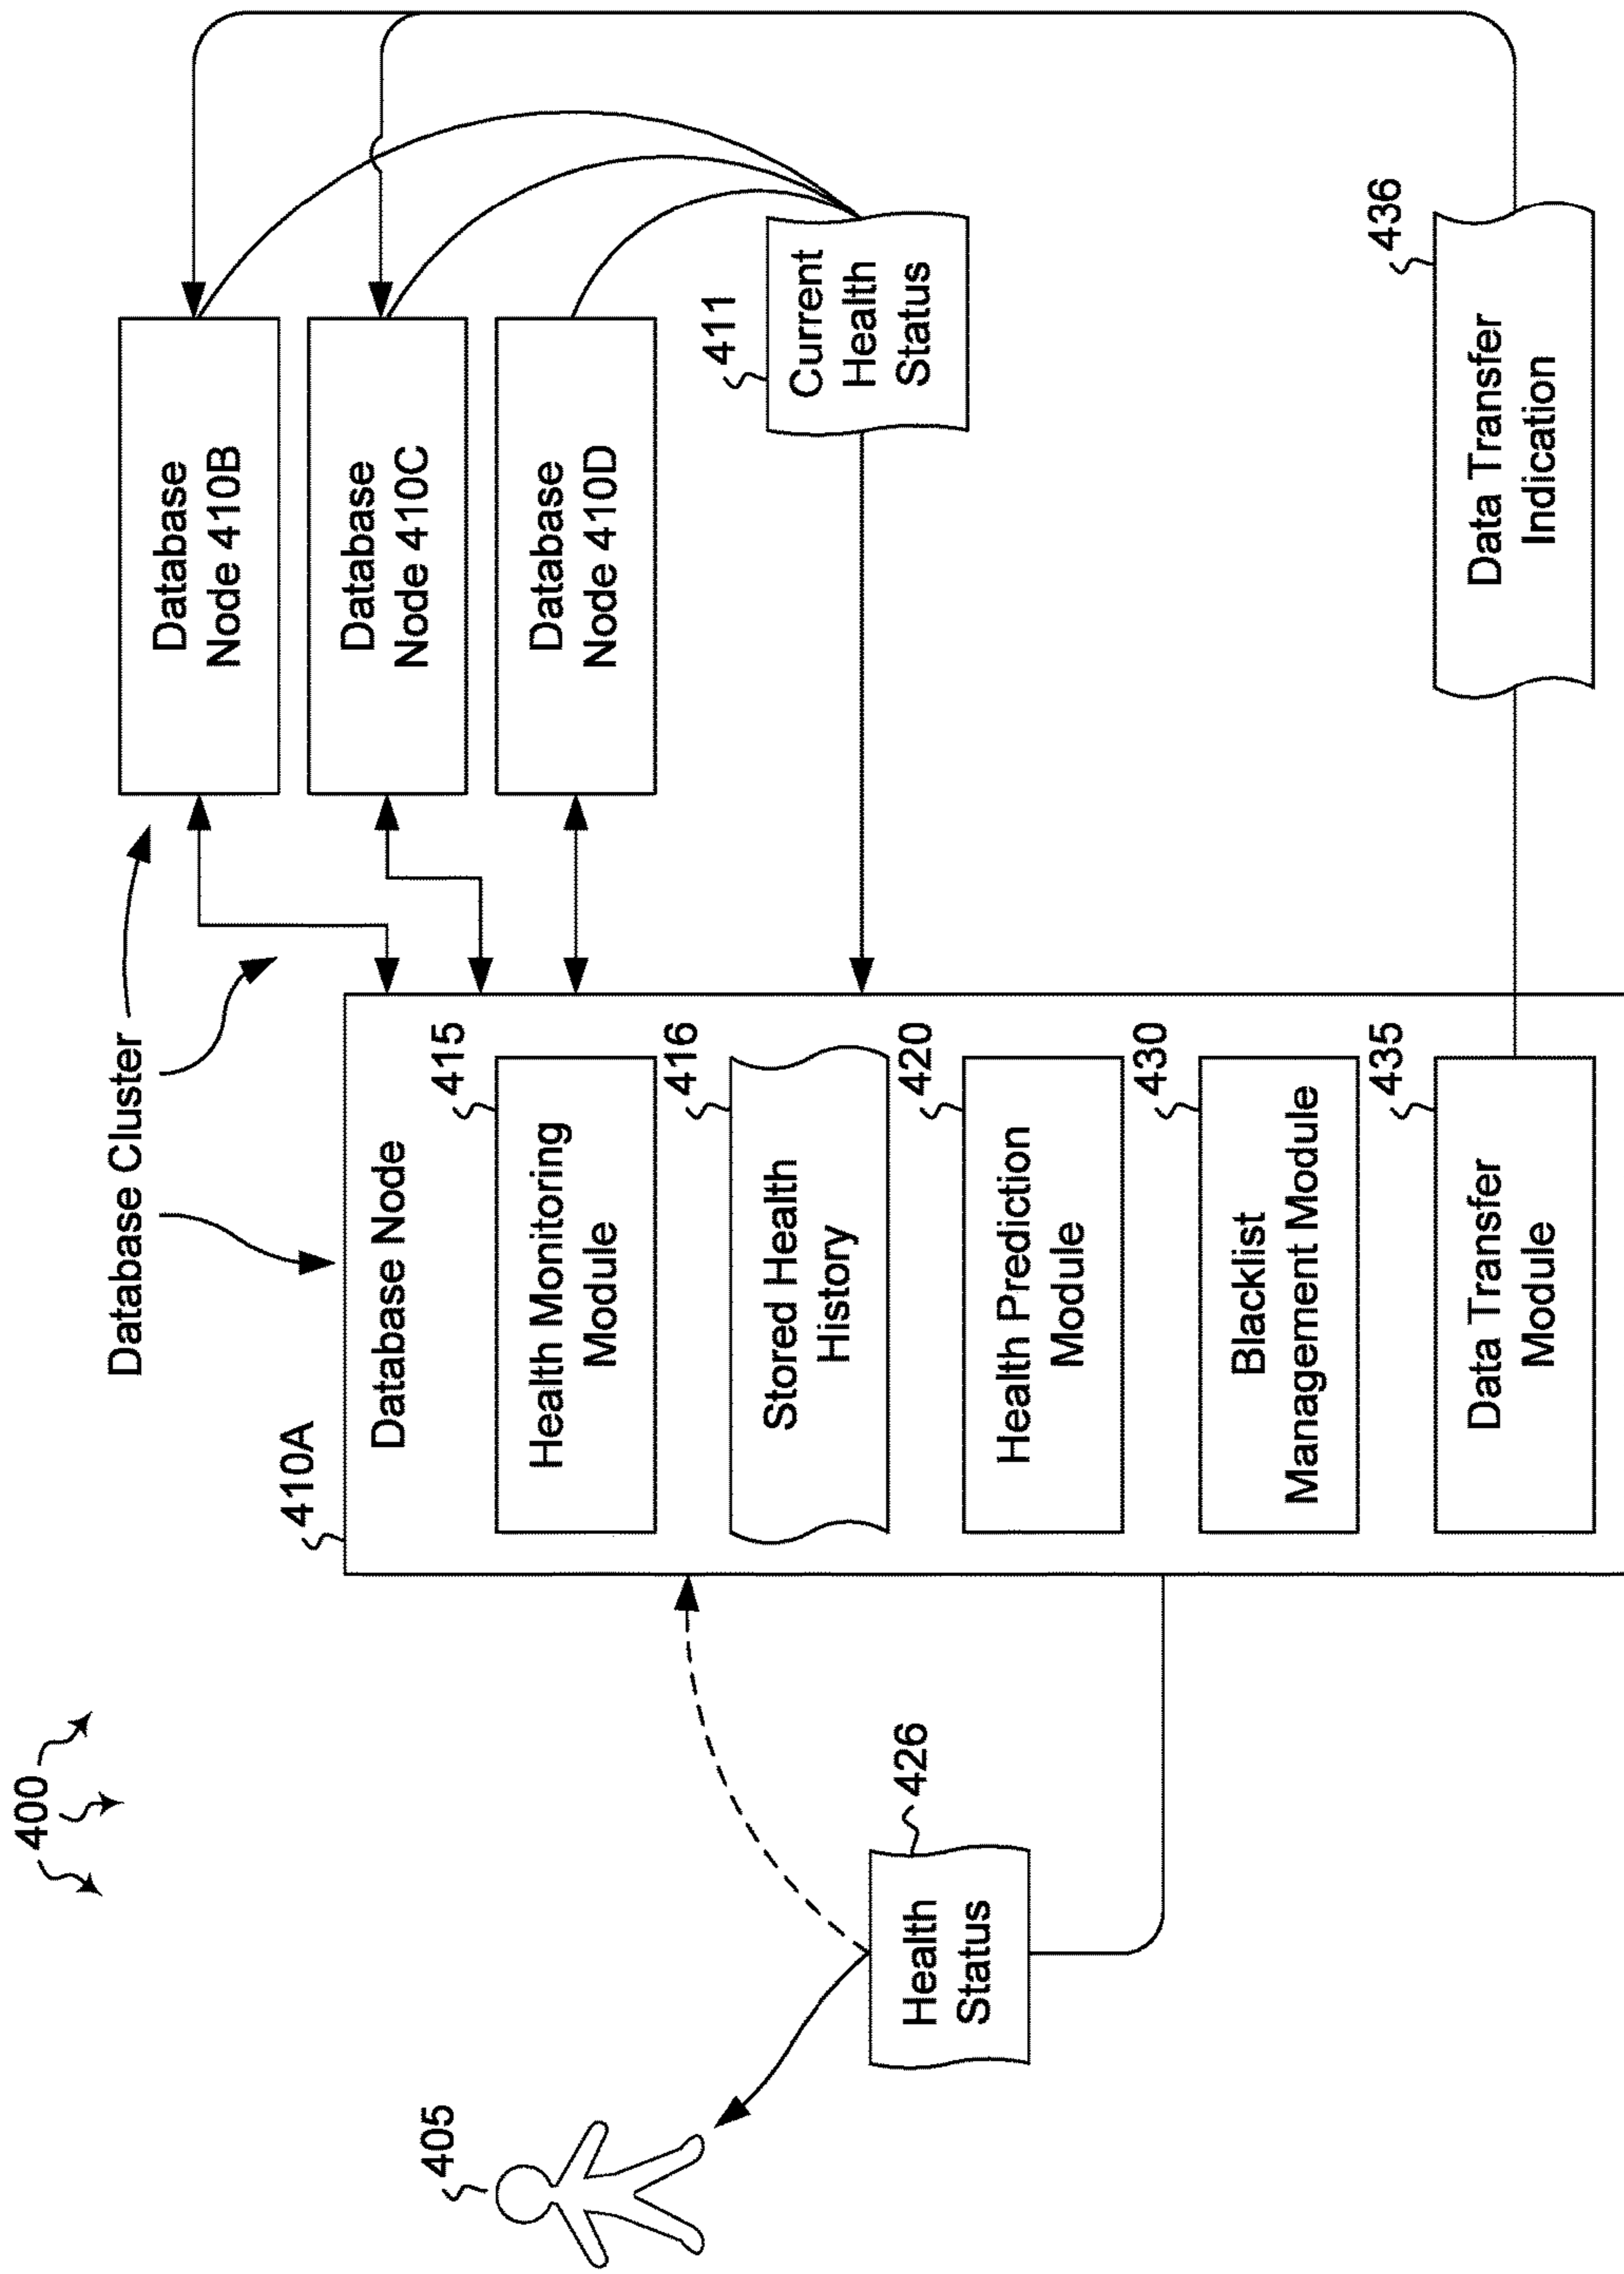 400
Database Cluster
405
410A
Database Node
415
Health Monitoring
Module
416
Stored Health
History
420
Health Prediction
Module
430
Blacklist
Management Module
435
Data Transfer
Module
426
Health
Status
Database
Node 410B
Database
Node 410C
Database
Node 410D
411
Current
Health
Status
436
Data Transfer
Indication